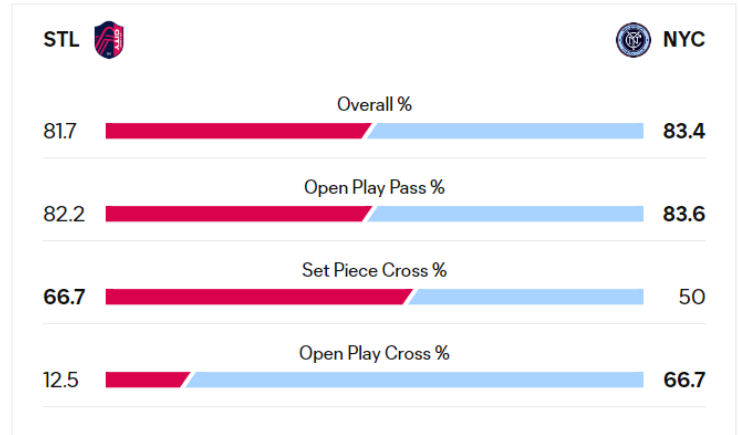 STL CITY NYC
Overall %
81.7 83.4
Open Play Pass %
82.2 83.6
Set Piece Cross %
66.7 50
Open Play Cross %
12.5 66.7